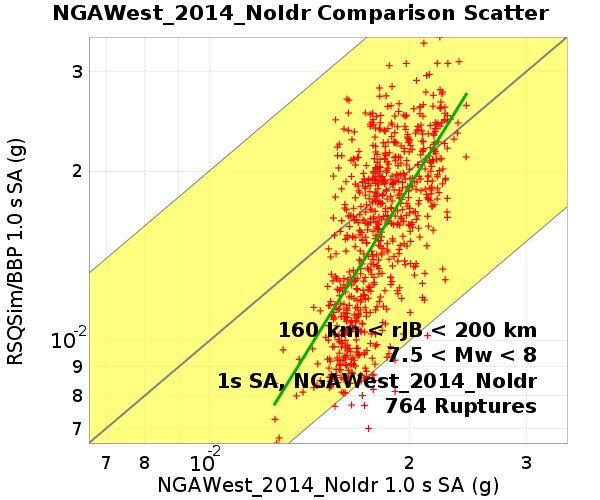 NGAWest_2014_NoIdr Comparison Scatter
RSQSim/BBP 1.0 s SA (g)
3
2
10-2
9
8
7
160 km < rJB < 200 km
7.5 < Mw < 8
1s SA, NGAWest_2014_NoIdr
764 Ruptures
7 8 10-2 2 3
NGAWest_2014_NoIdr 1.0 s SA (g)